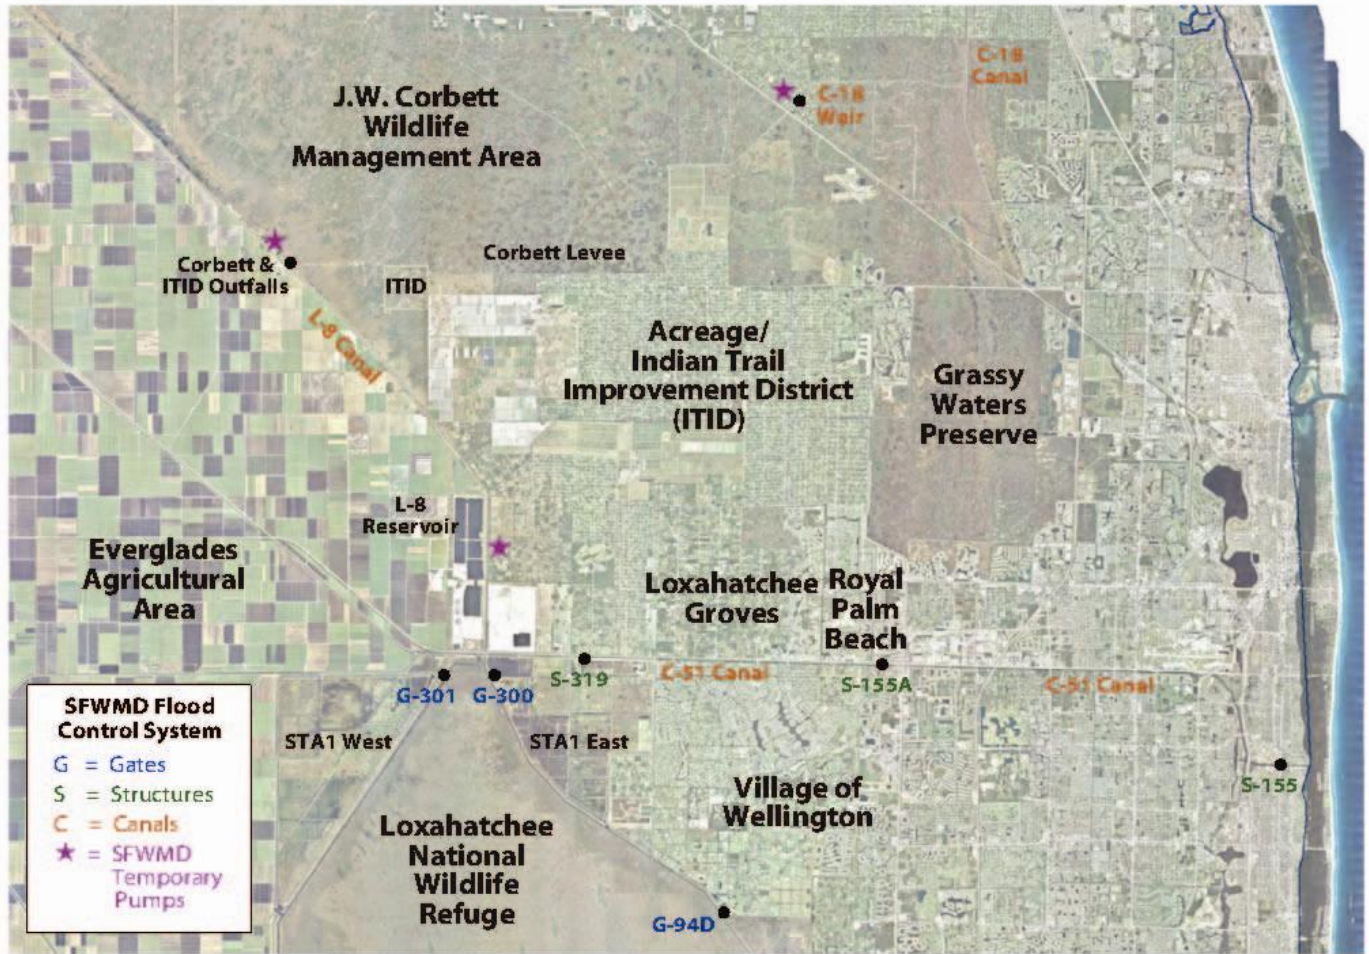 C-18
Canal
J.W. Corbett
Wildlife
Management Area
C-18
Weir
Corbett Levee
Corbett &
ITID Outfalls
ITID
L-8 Canal
Acreage/
Indian Trail
Improvement District
(ITID)
Grassy
Waters
Preserve
L-8
Reservoir
Everglades
Agricultural
Area
Loxahatchee
Groves
Royal
Palm
Beach
G-301
G-300
S-319
C-51 Canal
S-155A
C-51 Canal
STA1 West
STA1 East
S-155
Village of
Wellington
Loxahatchee
National
Wildlife
Refuge
G-94D
SFWMD Flood
Control System
G = Gates
S = Structures
C = Canals
★ = SFWMD
Temporary
Pumps